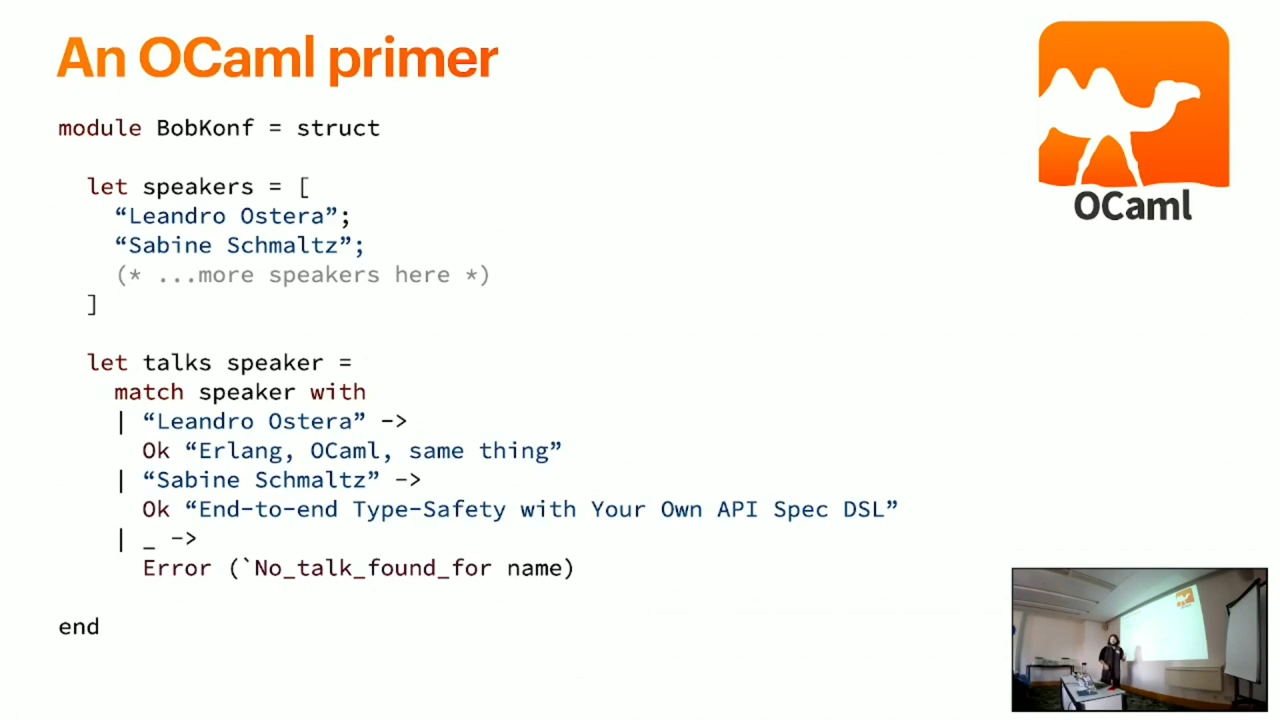 An OCaml primer
OCaml
module BobKonf = struct
let speakers = [
“Leandro Ostera”;
“Sabine Schmaltz”;
(* ...more speakers here *)
]
let talks speaker =
match speaker with
| “Leandro Ostera” ->
Ok “Erlang, OCaml, same thing”
| “Sabine Schmaltz” ->
Ok “End-to-end Type-Safety with Your Own API Spec DSL”
| _ ->
Error (`No_talk_found_for name)
end